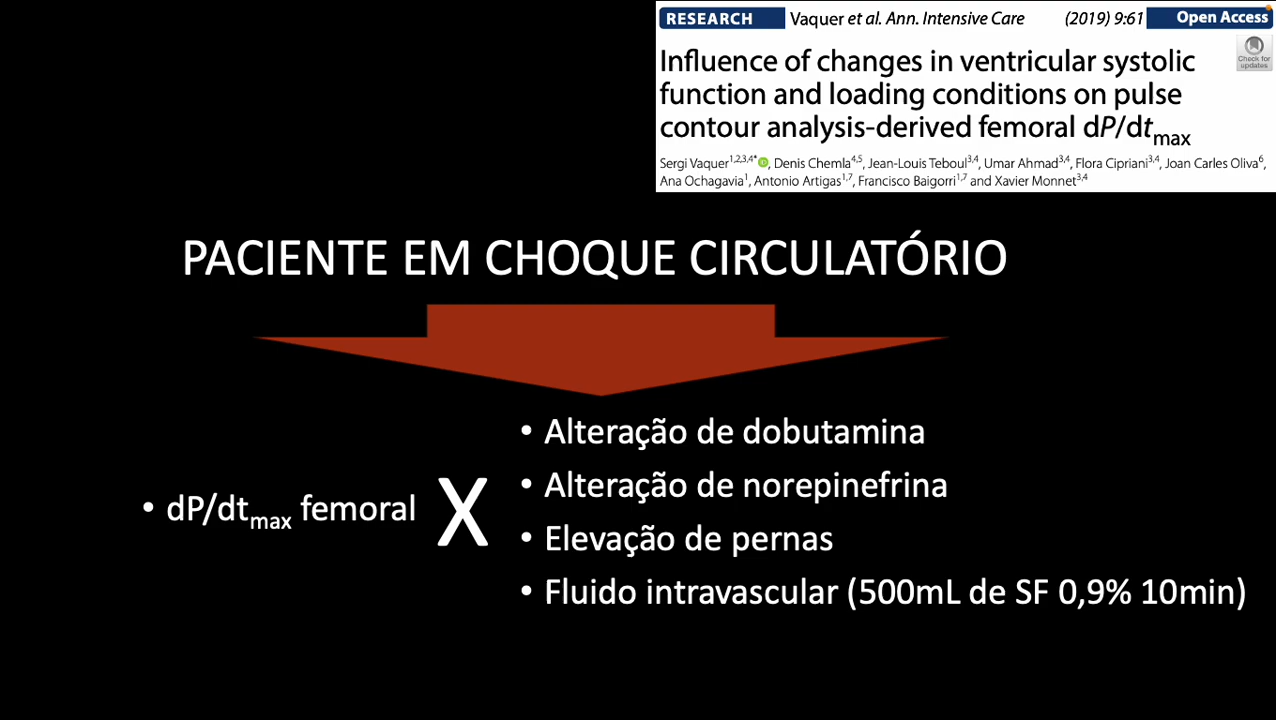 RESEARCH Vaquer et al. Ann. Intensive Care (2019) 9:61 Open Access
Check for updates
Influence of changes in ventricular systolic
function and loading conditions on pulse
contour analysis-derived femoral dP/dtmax
Sergi Vaquer1,2,3,4*, Denis Chemla4,5, Jean-Louis Teboul3,4, Umar Ahmad3,4, Flora Cipriani3,4, Joan Carles Oliva6,
Ana Ochagavia1, Antonio Artigas1,7, Francisco Baigorri1,7 and Xavier Monnet3,4
PACIENTE EM CHOQUE CIRCULATÓRIO
• dP/dtmax femoral
X
• Alteração de dobutamina
• Alteração de norepinefrina
• Elevação de pernas
• Fluido intravascular (500mL de SF 0,9% 10min)